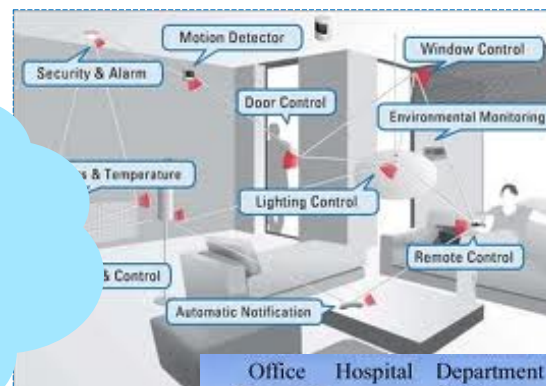 Motion Detector
Security & Alarm
Window Control
Door Control
Environmental Monitoring
& Temperature
Lighting Control
& Control
Remote Control
Automatic Notification
Office Hospital Department